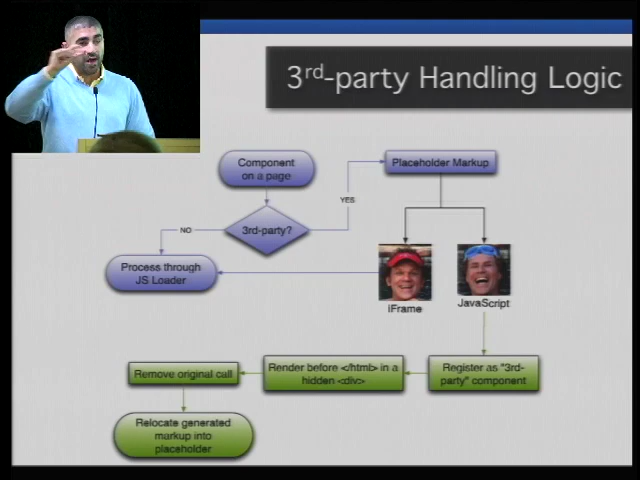 3rd-party Handling Logic
Component
on a page
Placeholder Markup
YES
NO
3rd-party?
Process through
JS Loader
iFrame
JavaScript
Remove original call
Render before </html> in a
hidden <div>
Register as "3rd-
party" component
Relocate generated
markup into
placeholder